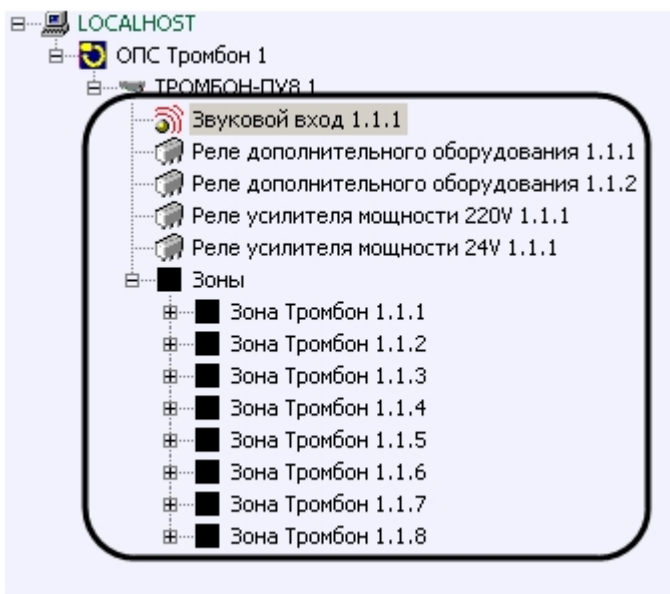 LOCALHOST
ОПС Тромбон 1
ТРОМБОН-ПУ8 1
Звуковой вход 1.1.1
Реле дополнительного оборудования 1.1.1
Реле дополнительного оборудования 1.1.2
Реле усилителя мощности 220V 1.1.1
Реле усилителя мощности 24V 1.1.1
Зоны
Зона Тромбон 1.1.1
Зона Тромбон 1.1.2
Зона Тромбон 1.1.3
Зона Тромбон 1.1.4
Зона Тромбон 1.1.5
Зона Тромбон 1.1.6
Зона Тромбон 1.1.7
Зона Тромбон 1.1.8